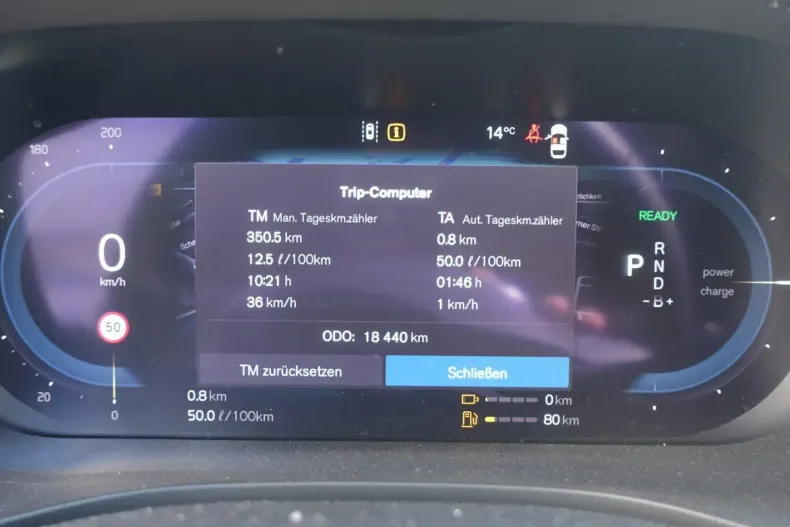 200
180
14°C
Trip-Computer
TM Man. Tageskm.zähler
TA Aut. Tageskm.zähler
350.5 km
0.8 km
12.5 ℓ/100km
50.0 ℓ/100km
10:21 h
01:46 h
36 km/h
1 km/h
ODO: 18 440 km
TM zurücksetzen
Schließen
0
km/h
50
20
0
READY
P
R
N
D
-B+
power
charge
0.8 km
50.0 ℓ/100km
0 km
80 km